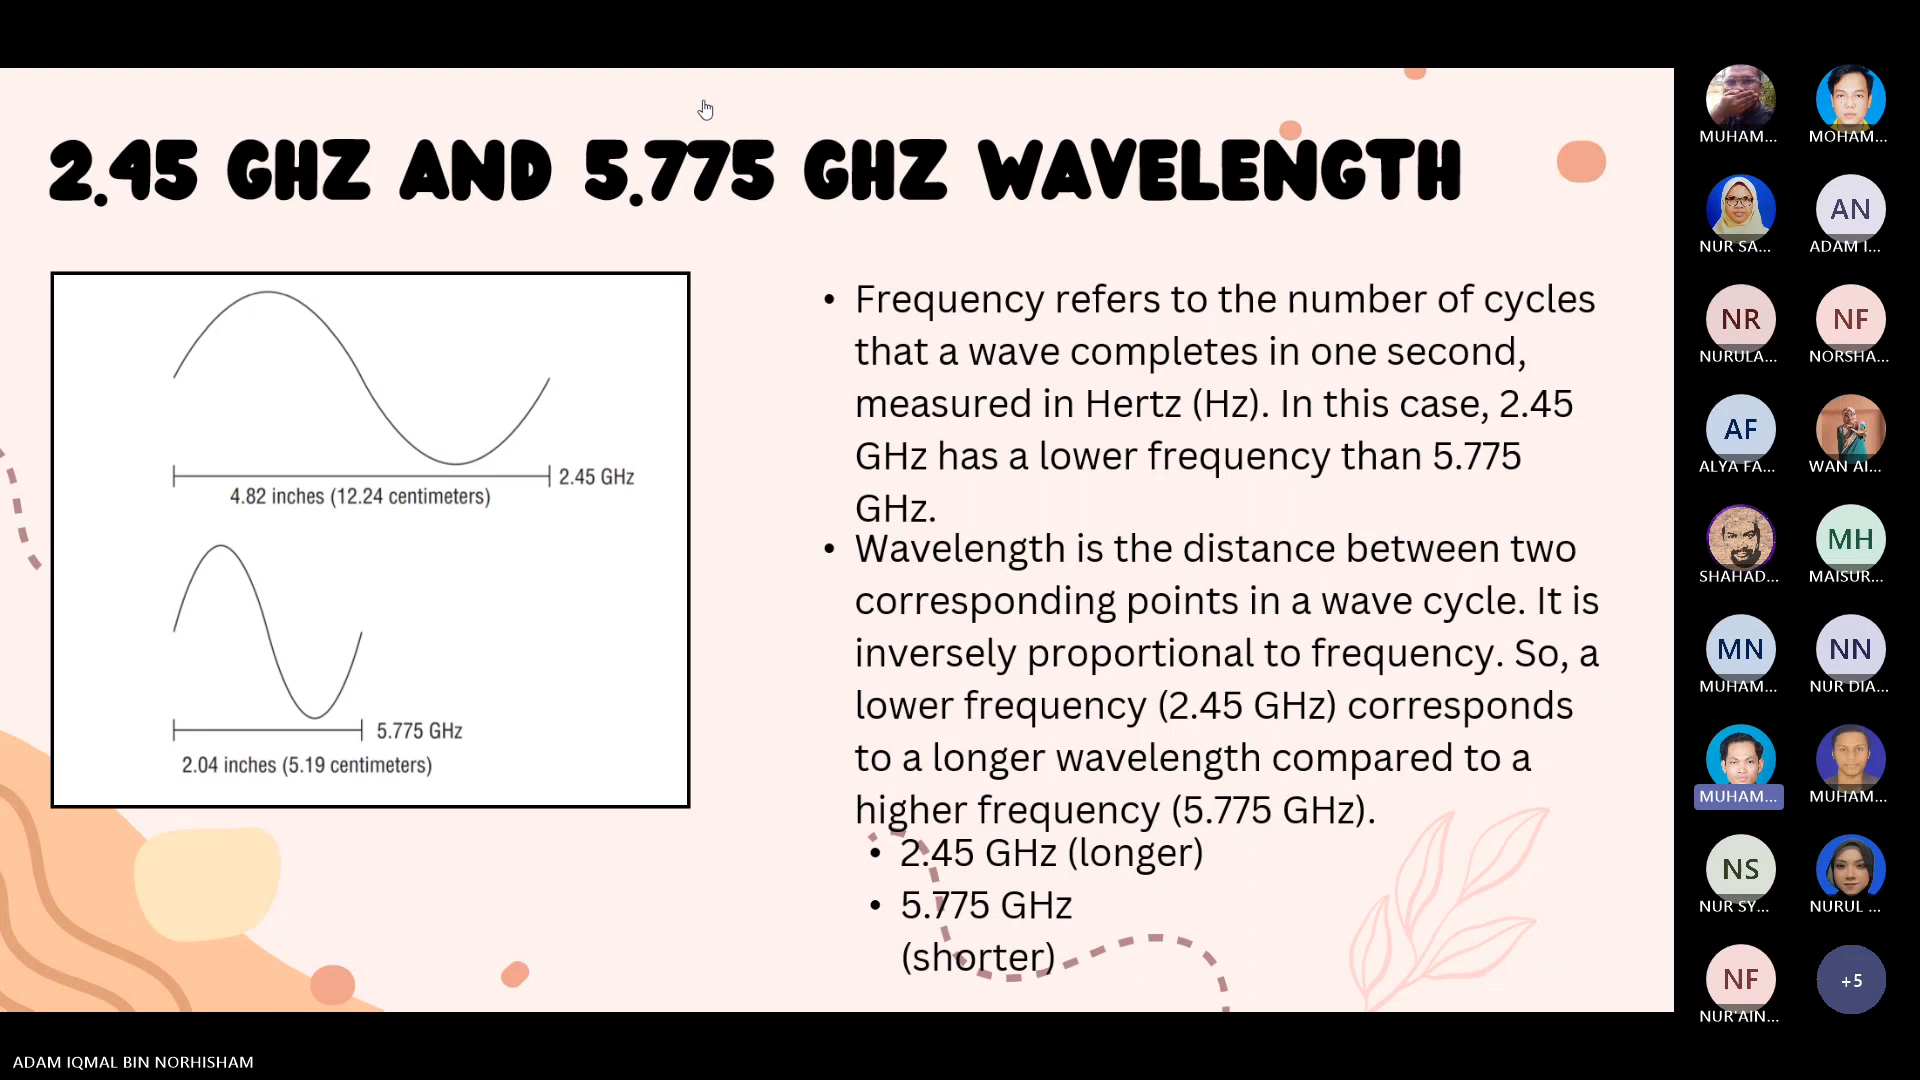 2.45 GHZ AND 5.775 GHZ WAVELENGTH
2.45 GHz
4.82 inches (12.24 centimeters)
5.775 GHz
2.04 inches (5.19 centimeters)
• Frequency refers to the number of cycles
that a wave completes in one second,
measured in Hertz (Hz). In this case, 2.45
GHz has a lower frequency than 5.775
GHz.
• Wavelength is the distance between two
corresponding points in a wave cycle. It is
inversely proportional to frequency. So, a
lower frequency (2.45 GHz) corresponds
to a longer wavelength compared to a
higher frequency (5.775 GHz).
• 2.45 GHz (longer)
• 5.775 GHz
(shorter)
MUHAM...
MOHAM...
NUR SA...
AN
ADAM I...
NR
NURULA...
NF
NORSHA...
AF
ALYA FA...
WAN AI...
SHAHAD...
MH
MAISUR...
MN
MUHAM...
NN
NUR DIA...
MUHAM...
MUHAM...
NS
NUR SY...
NURUL ...
NF
NUR'AIN...
+5
ADAM IQMAL BIN NORHISHAM